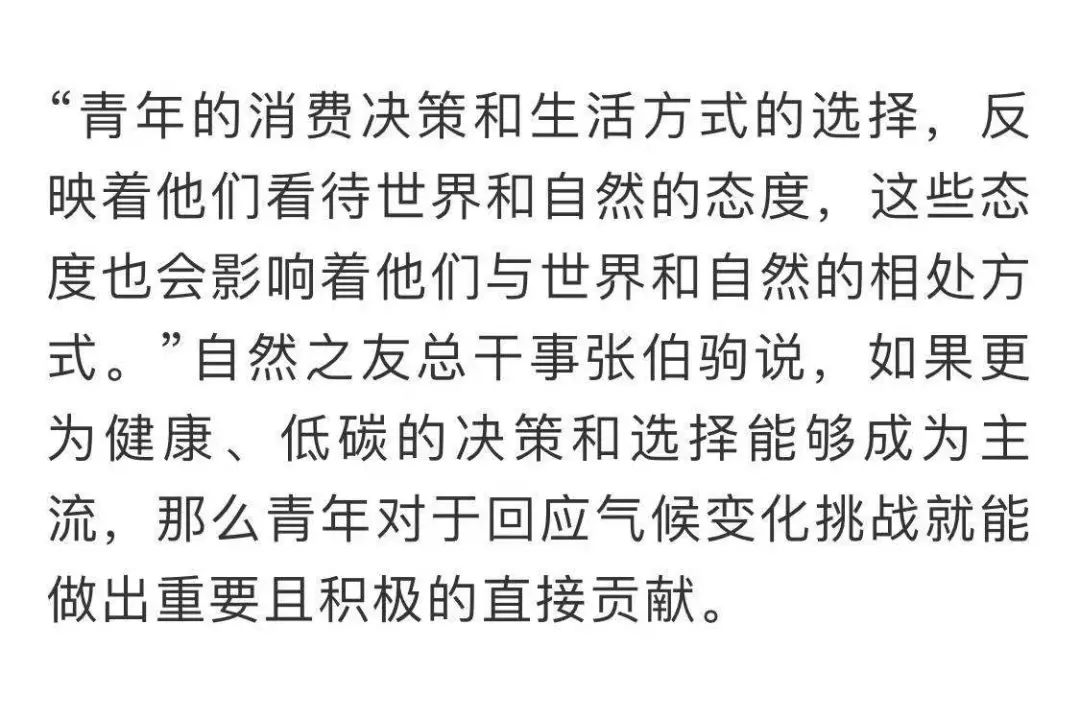 “青年的消费决策和生活方式的选择，反
映着他们看待世界和自然的态度，这些态
度也会影响着他们与世界和自然的相处方
式。”自然之友总干事张伯驹说，如果更
为健康、低碳的决策和选择能够成为主
流，那么青年对于回应气候变化挑战就能
做出重要且积极的直接贡献。